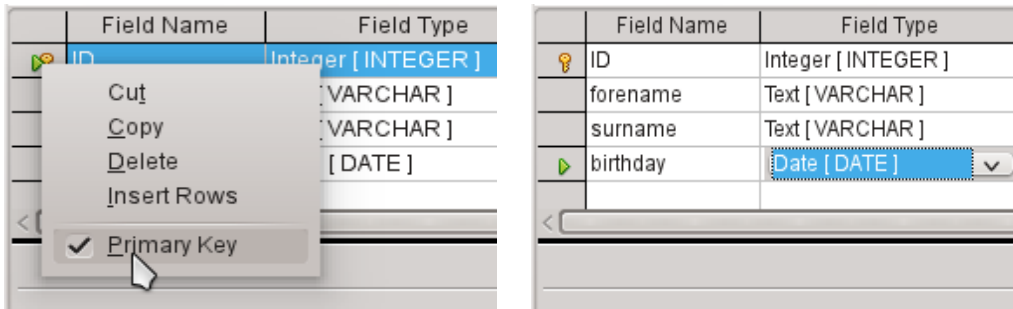 Field Name Field Type
ID Integer [ INTEGER ]
Cut [ VARCHAR ]
Copy [ VARCHAR ]
Delete [ DATE ]
Insert Rows
Primary Key
Field Name Field Type
ID Integer [ INTEGER ]
forename Text [ VARCHAR ]
surname Text [ VARCHAR ]
birthday Date [ DATE ]